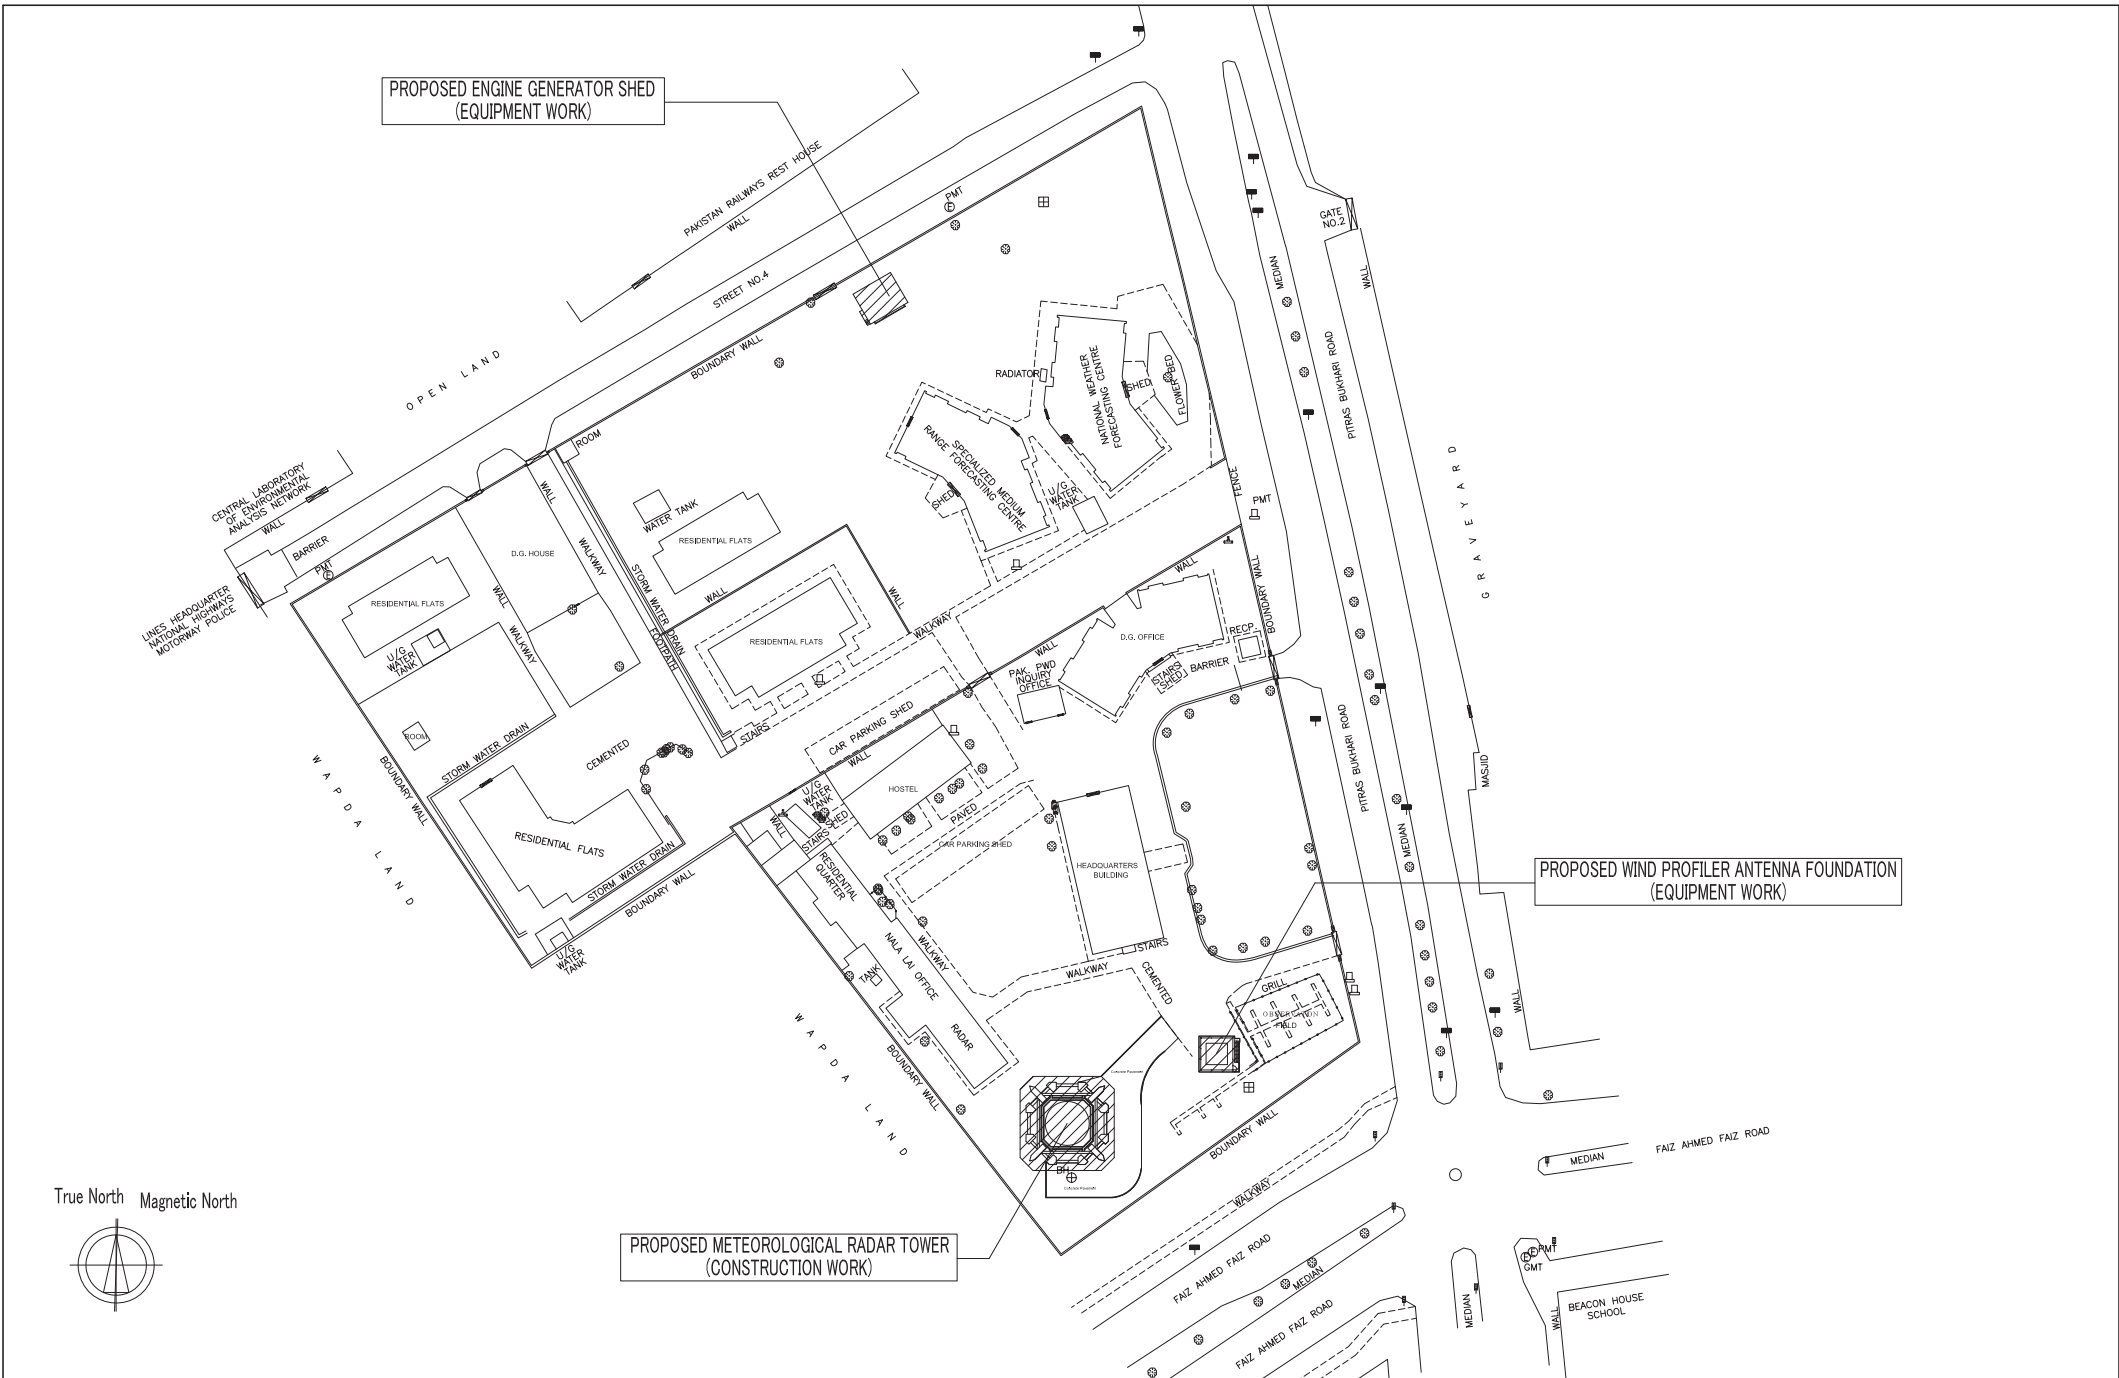 PROPOSED ENGINE GENERATOR SHED
(EQUIPMENT WORK)
PAKISTAN RAILWAYS REST HOUSE
WALL
PMT
GATE
NO.2
STREET NO.4
MEDIAN
WALL
OPEN LAND
BOUNDARY WALL
PITRAS BUKHARI ROAD
RADIATOR
NATIONAL WEATHER
FORECASTING CENTRE
SHED
FLOWER BED
ROOM
SPECIALIZED MEDIUM
RANGE FORECASTING CENTRE
SHED
U/G
WATER
TANK
FENCE
PMT
GRAVEYARD
CENTRAL LABORATORY
OF ENVIRONMENTAL
ANALYSIS NETWORK
WALL
BARRIER
PMT
LINES HEADQUARTER
NATIONAL HIGHWAYS
MOTORWAY POLICE
WALL
WATER TANK
RESIDENTIAL FLATS
D.G. HOUSE
WALKWAY
STORM WATER DRAIN
FOOTPATH
WALL
WALL
RESIDENTIAL FLATS
WALL
WALKWAY
U/G
WATER
TANK
RESIDENTIAL FLATS
WALKWAY
WALL
BOUNDARY WALL
D.G. OFFICE
RECP.
WALL
PAK. PWD
INQUIRY
OFFICE
STAIRS
SHED
BARRIER
ROOM
STORM WATER DRAIN
CEMENTED
STAIRS
CAR PARKING SHED
WALL
PITRAS BUKHARI ROAD
MASJID
WAPDA LAND
BOUNDARY WALL
RESIDENTIAL FLATS
STORM WATER DRAIN
BOUNDARY WALL
U/G
WATER
TANK
U/G
WATER
TANK
HOSTEL
WALL
STAIRS
SHED
PAVED
CAR PARKING SHED
HEADQUARTERS
BUILDING
MEDIAN
PROPOSED WIND PROFILER ANTENNA FOUNDATION
(EQUIPMENT WORK)
RESIDENTIAL
QUARTER
WALKWAY
NALA LAI OFFICE
TANK
STAIRS
WALKWAY
CEMENTED
GRILL
OBSERVATION
FIELD
WALL
RADAR
WAPDA LAND
BOUNDARY WALL
Concrete Pavement
BH
Concrete Pavement
BOUNDARY WALL
WALKWAY
MEDIAN
FAIZ AHMED FAIZ ROAD
True North
Magnetic North
PROPOSED METEOROLOGICAL RADAR TOWER
(CONSTRUCTION WORK)
FAIZ AHMED FAIZ ROAD
MEDIAN
FAIZ AHMED FAIZ ROAD
MEDIAN
PMT
GMT
WALL
BEACON HOUSE
SCHOOL